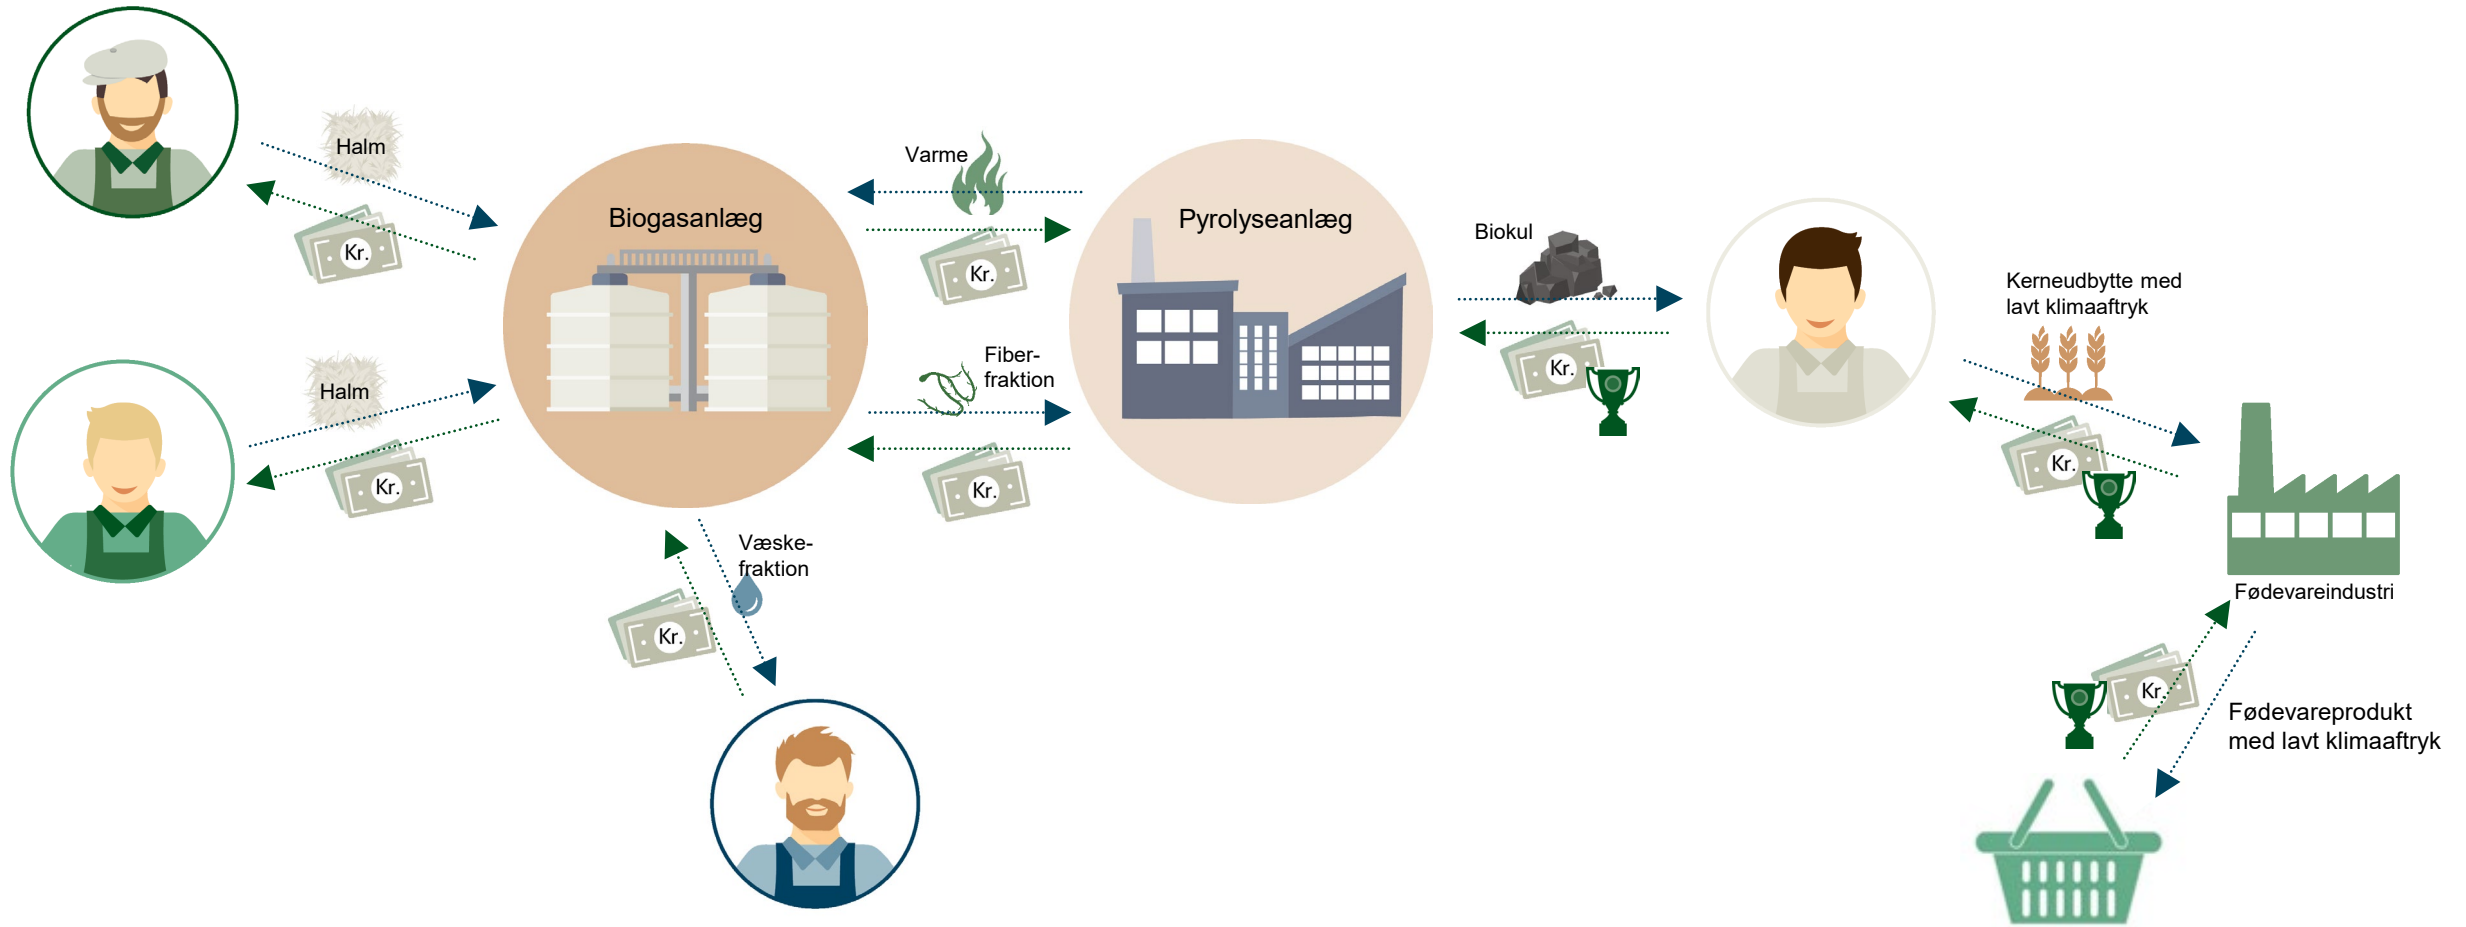 Halm
Kr.
Halm
Kr.
Biogasanlæg
Varme
Kr.
Fiber-
fraktion
Kr.
Væske-
fraktion
Kr.
Pyrolyseanlæg
Biokul
Kr.
Kerneudbytte med
lavt klimaaftryk
Kr.
Fødevareindustri
Kr.
Fødevareprodukt
med lavt klimaaftryk